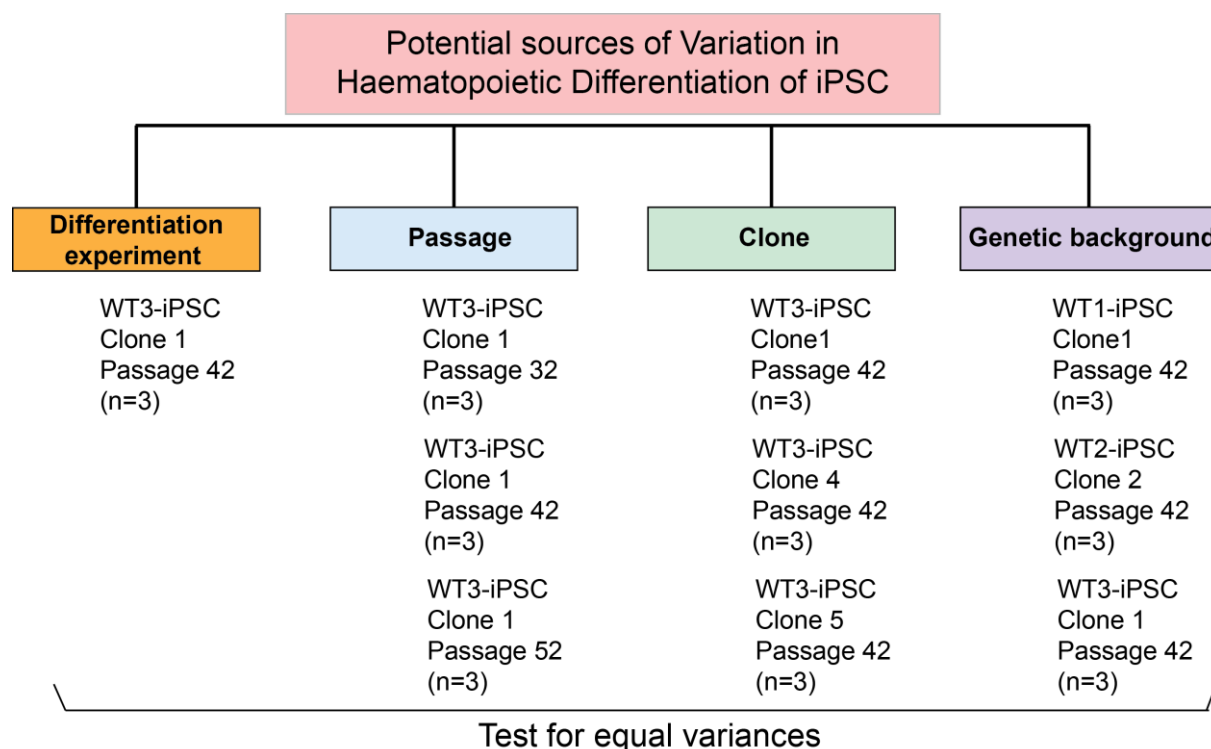 Potential sources of Variation in
Haematopoietic Differentiation of iPSC
Differentiation
experiment
WT3-iPSC
Clone 1
Passage 42
(n=3)
Passage
WT3-iPSC
Clone 1
Passage 32
(n=3)
WT3-iPSC
Clone 1
Passage 42
(n=3)
WT3-iPSC
Clone 1
Passage 52
(n=3)
Clone
WT3-iPSC
Clone1
Passage 42
(n=3)
WT3-iPSC
Clone 4
Passage 42
(n=3)
WT3-iPSC
Clone 5
Passage 42
(n=3)
Genetic background
WT1-iPSC
Clone1
Passage 42
(n=3)
WT2-iPSC
Clone 2
Passage 42
(n=3)
WT3-iPSC
Clone 1
Passage 42
(n=3)
Test for equal variances